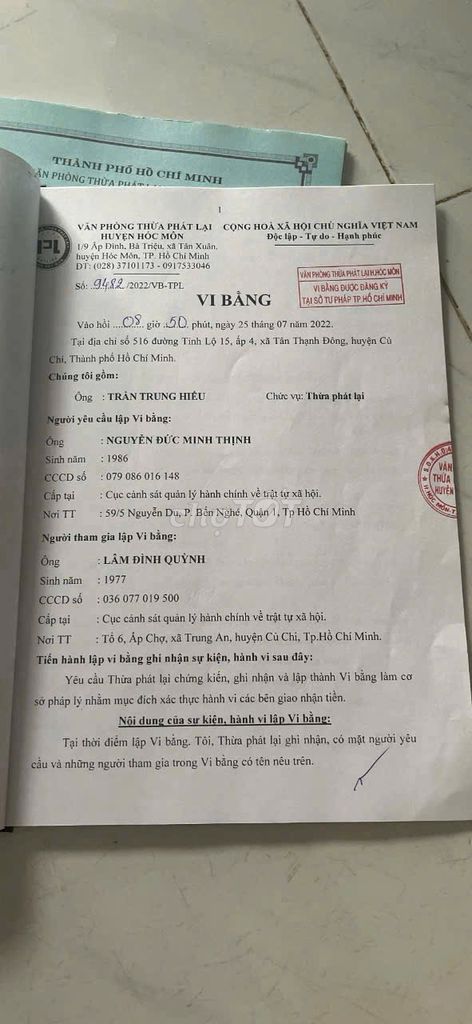 THÀNH PHỐ HỒ CHÍ MINH
VĂN PHÒNG THỪA PHÁT LẠI
1
VĂN PHÒNG THỪA PHÁT LẠI
HUYỆN HÓC MÔN
1/9 Ấp Đình, Bà Triệu, xã Tân Xuân,
huyện Hóc Môn, TP. Hồ Chí Minh
ĐT: (028) 37101173 - 0917533046
Số: 9482/2022/VB-TPL
CỘNG HOÀ XÃ HỘI CHỦ NGHĨA VIỆT NAM
Độc lập - Tự do - Hạnh phúc
VĂN PHÒNG THỪA PHÁT LẠI H.HÓC MÔN
VI BẰNG ĐƯỢC ĐĂNG KÝ
TẠI SỞ TƯ PHÁP TP.HỒ CHÍ MINH
VI BẰNG
Vào hồi ....08. giờ .50. phút, ngày 25 tháng 07 năm 2022.
Tại địa chỉ số 516 đường Tỉnh Lộ 15, ấp 4, xã Tân Thạnh Đông, huyện Củ
Chi, Thành phố Hồ Chí Minh.
Chúng tôi gồm:
Ông : TRẦN TRUNG HIẾU Chức vụ: Thừa phát lại
Người yêu cầu lập Vi bằng:
Ông : NGUYỄN ĐỨC MINH THỊNH
Sinh năm : 1986
CCCD số : 079 086 016 148
Cấp tại : Cục cảnh sát quản lý hành chính về trật tự xã hội.
Nơi TT : 59/5 Nguyễn Du, P. Bến Nghé, Quận 1, Tp Hồ Chí Minh
Người tham gia lập Vi bằng:
Ông : LÂM ĐÌNH QUỲNH
Sinh năm : 1977
CCCD số : 036 077 019 500
Cấp tại : Cục cảnh sát quản lý hành chính về trật tự xã hội.
Nơi TT : Tổ 6, Ấp Chợ, xã Trung An, huyện Củ Chi, Tp.Hồ Chí Minh.
Tiến hành lập vi bằng ghi nhận sự kiện, hành vi sau đây:
Yêu cầu Thừa phát lại chứng kiến, ghi nhận và lập thành Vi bằng làm cơ
sở pháp lý nhằm mục đích xác thực hành vi các bên giao nhận tiền.
Nội dung của sự kiện, hành vi lập Vi bằng:
Tại thời điểm lập Vi bằng. Tôi, Thừa phát lại ghi nhận, có mặt người yêu
cầu và những người tham gia trong Vi bằng có tên nêu trên.
VĂN
THỪA
HUYỆN
chợ TỐT